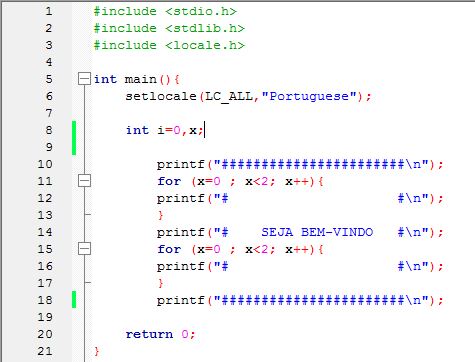 1 #include <stdio.h>
2 #include <stdlib.h>
3 #include <locale.h>
4
5 int main(){
6     setlocale(LC_ALL,"Portuguese");
7
8     int i=0,x;
9
10         printf("#######################\n");
11         for (x=0 ; x<2; x++){
12         printf("#                     #\n");
13         }
14         printf("#    SEJA BEM-VINDO   #\n");
15         for (x=0 ; x<2; x++){
16         printf("#                     #\n");
17         }
18         printf("#######################\n");
19
20     return 0;
21 }